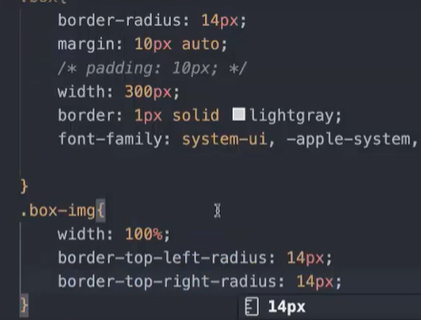 .box{
border-radius: 14px;
margin: 10px auto;
/* padding: 10px; */
width: 300px;
border: 1px solid lightgray;
font-family: system-ui, -apple-system,
}
.box-img{
width: 100%;
border-top-left-radius: 14px;
border-top-right-radius: 14px;
}
14px